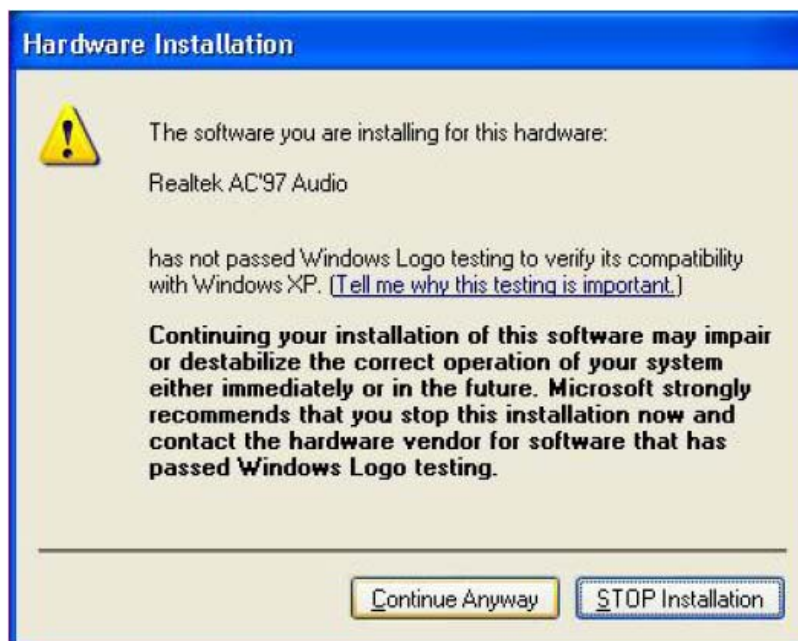 Hardware Installation
The software you are installing for this hardware:
Realtek AC'97 Audio
has not passed Windows Logo testing to verify its compatibility
with Windows XP. (Tell me why this testing is important.)
Continuing your installation of this software may impair
or destabilize the correct operation of your system
either immediately or in the future. Microsoft strongly
recommends that you stop this installation now and
contact the hardware vendor for software that has
passed Windows Logo testing.
Continue Anyway
STOP Installation